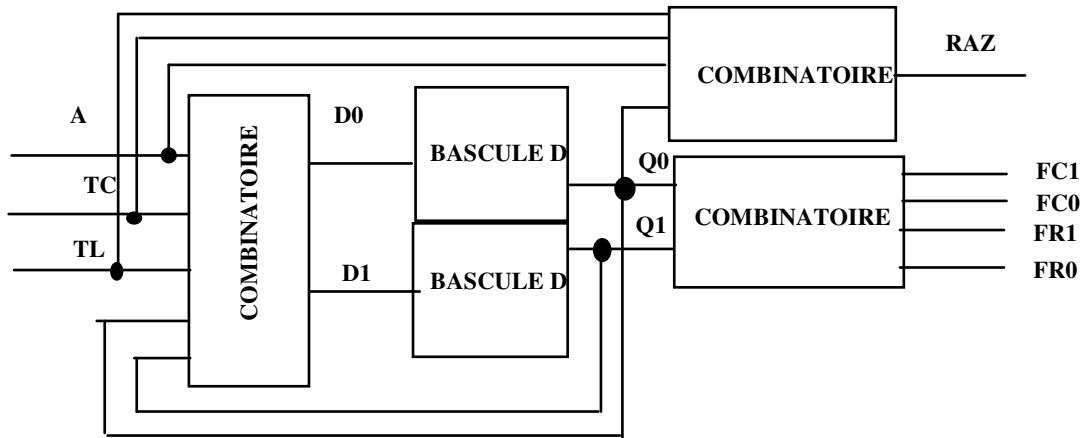 RAZ
COMBINATOIRE
A
D0
BASCULE D
Q0
FC1
FC0
TC
COMBINATOIRE
COMBINATOIRE
Q1
FR1
TL
D1
BASCULE D
FR0